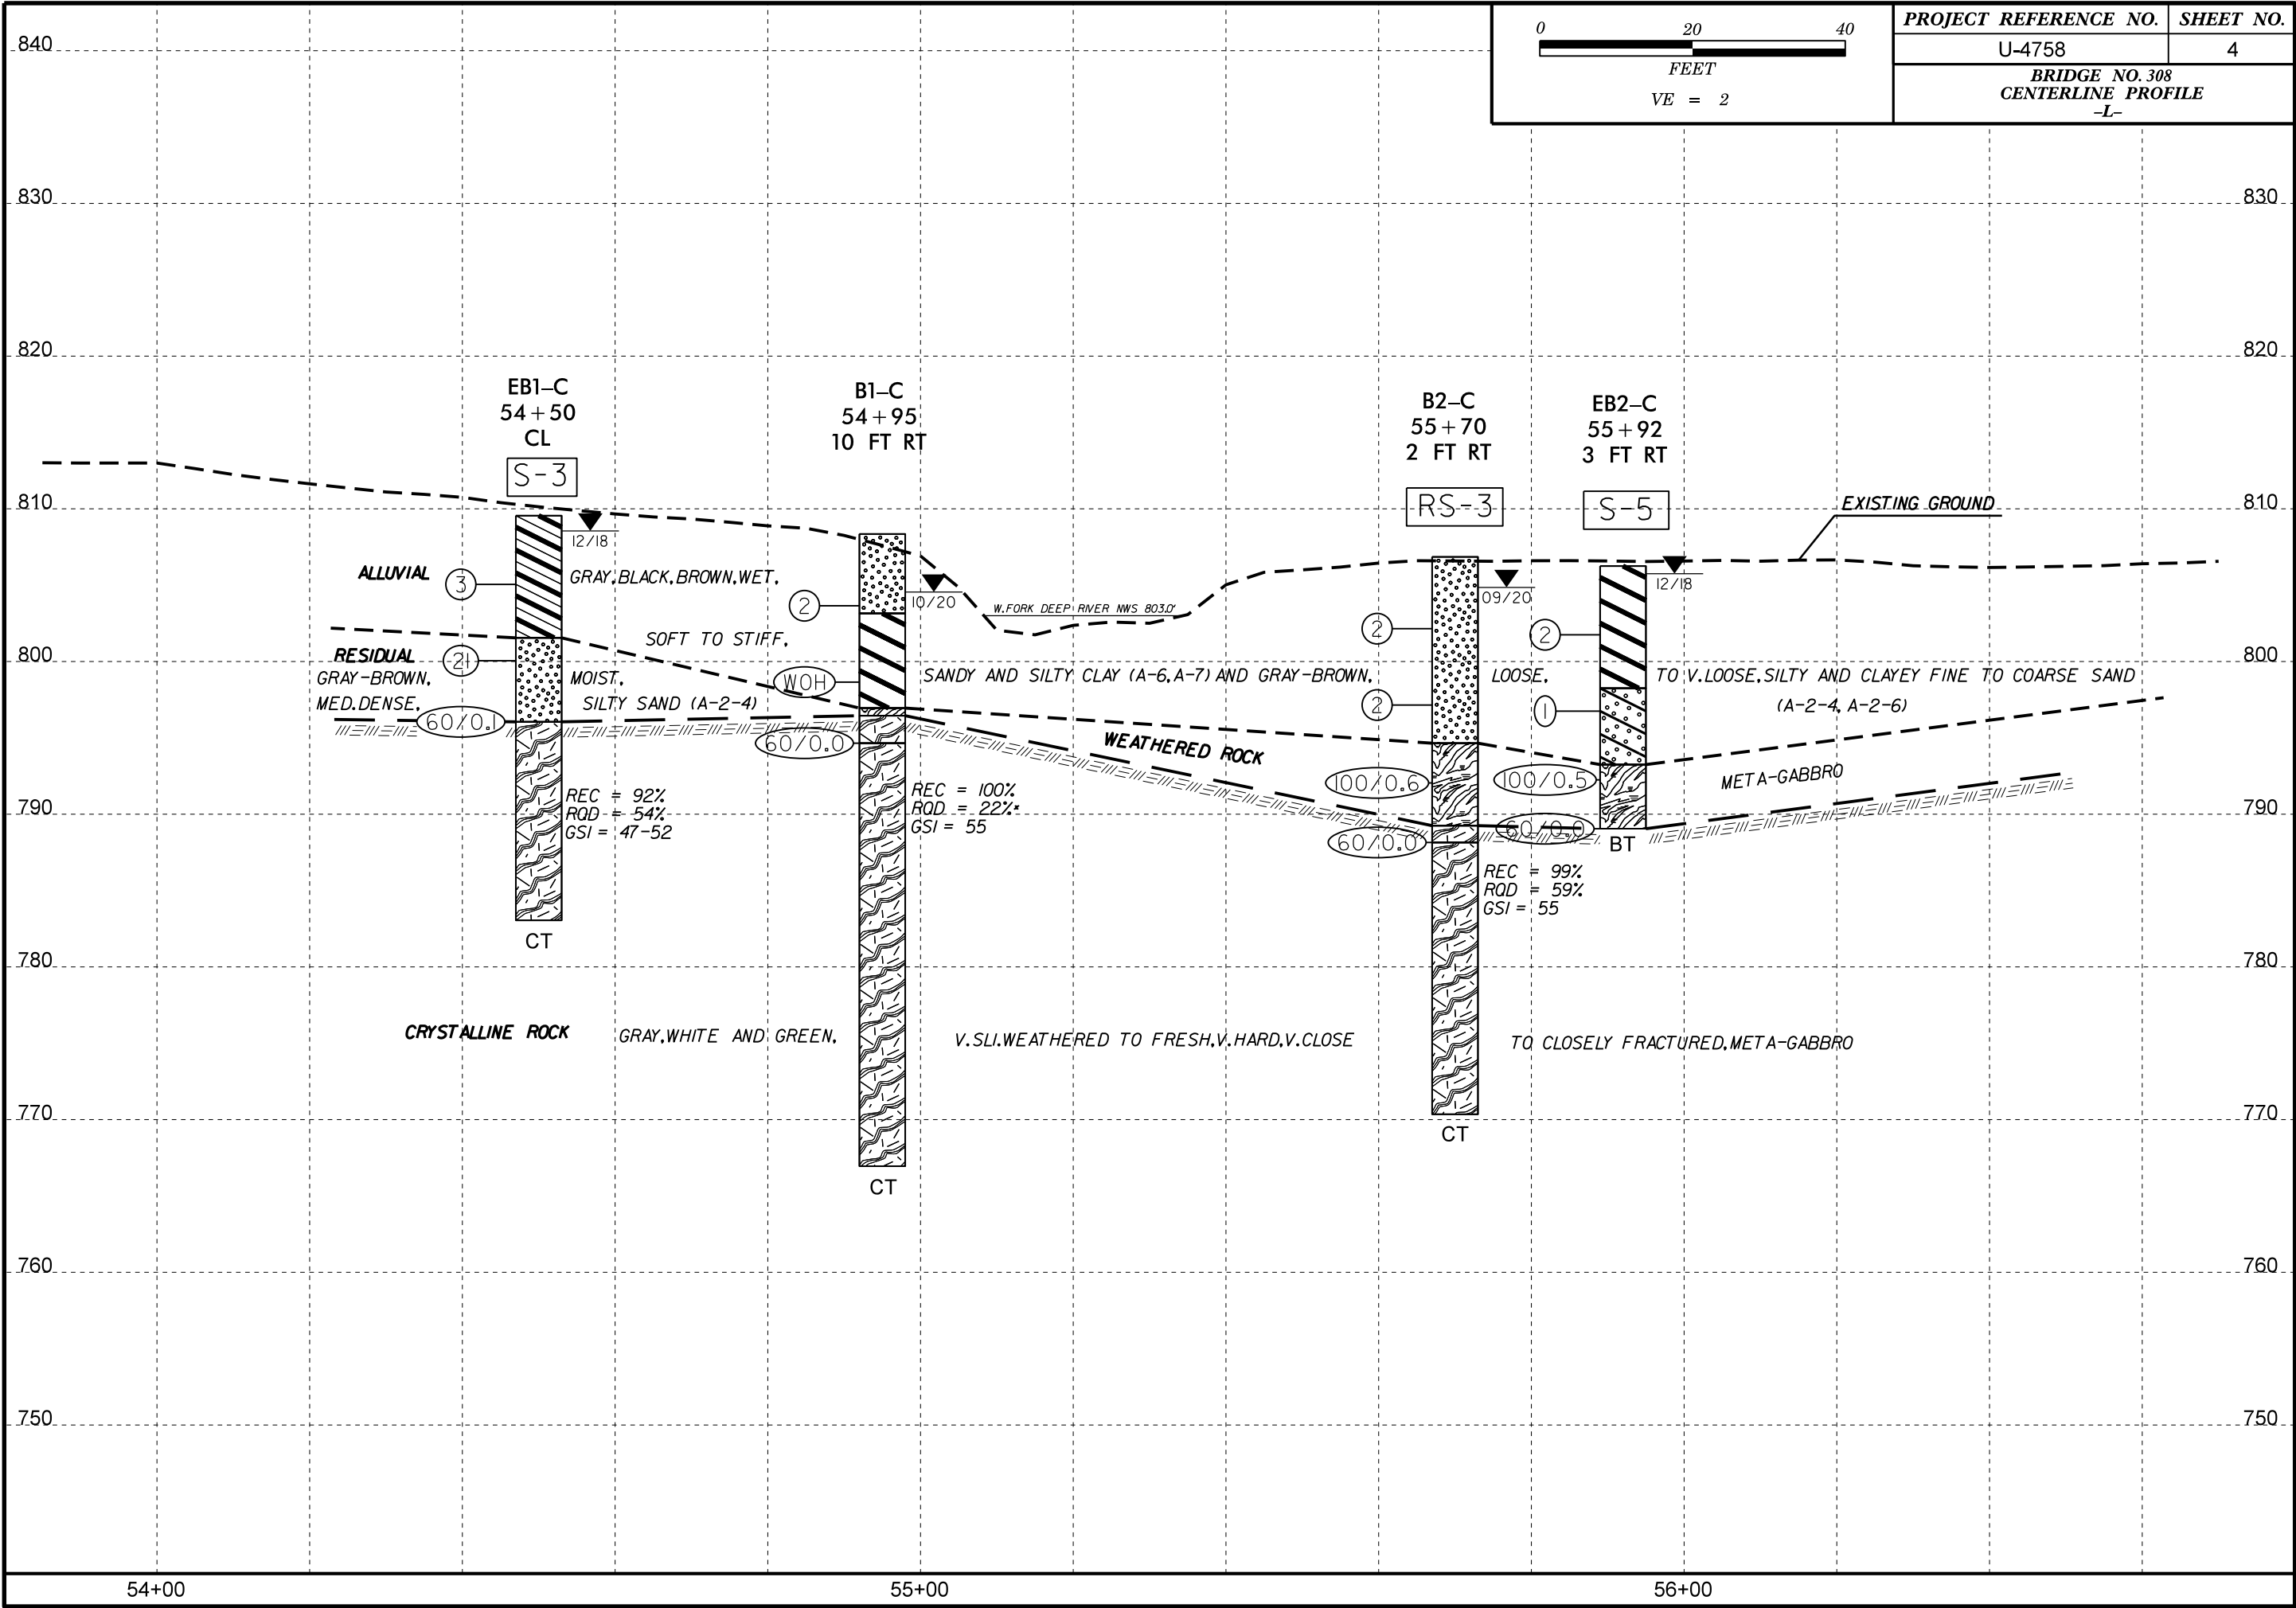 0 20 40
FEET
VE = 2
PROJECT REFERENCE NO. SHEET NO.
U-4758 4
BRIDGE NO. 308
CENTERLINE PROFILE
-L-
840
830 830
820 820
EB1-C
54+50
CL
S-3
B1-C
54+95
10 FT RT
B2-C
55+70
2 FT RT
RS-3
EB2-C
55+92
3 FT RT
S-5
810 810
EXISTING GROUND
12/18
10/20
09/20
12/18
ALLUVIAL
3
GRAY,BLACK,BROWN,WET,
2
W.FORK DEEP RIVER NWS 803.0'
2
2
SOFT TO STIFF,
800 800
RESIDUAL
21
GRAY-BROWN,
MOIST,
WOH
SANDY AND SILTY CLAY (A-6,A-7) AND GRAY-BROWN,
LOOSE,
TO V.LOOSE,SILTY AND CLAYEY FINE TO COARSE SAND
MED.DENSE,
SILTY SAND (A-2-4)
2
1
(A-2-4, A-2-6)
60/0.1
60/0.0
WEATHERED ROCK
100/0.6
100/0.5
META-GABBRO
REC = 92%
RQD = 54%
GSI = 47-52
REC = 100%
RQD = 22%*
GSI = 55
790 790
60/0.0
60/0.0
BT
REC = 99%
RQD = 59%
GSI = 55
CT
780 780
CRYSTALLINE ROCK
GRAY,WHITE AND GREEN,
V.SLI.WEATHERED TO FRESH,V.HARD,V.CLOSE
TO CLOSELY FRACTURED,META-GABBRO
770 770
CT
CT
760 760
750 750
54+00 55+00 56+00